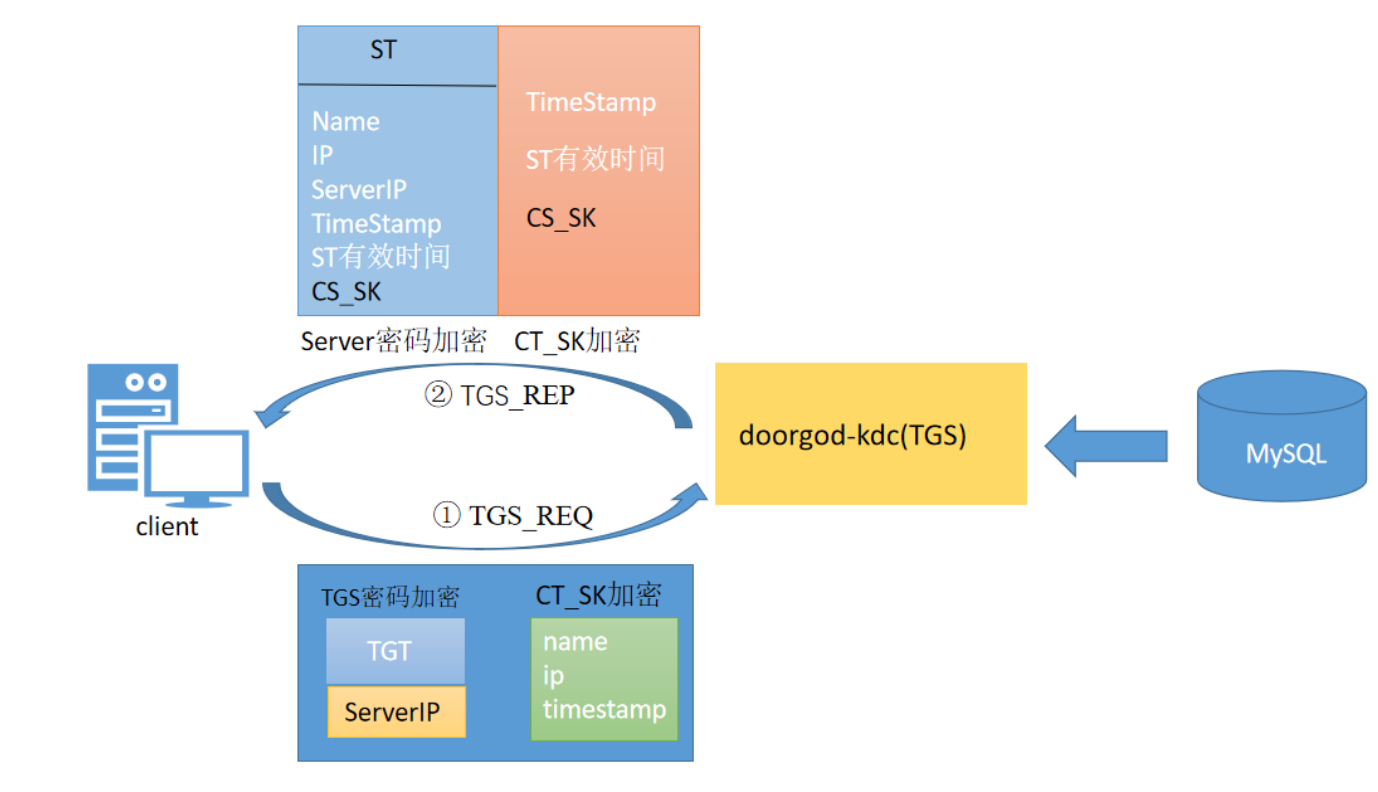 ST
Name
IP
ServerIP
TimeStamp
ST有效时间
CS_SK
TimeStamp
ST有效时间
CS_SK
Server密码加密
CT_SK加密
② TGS_REP
① TGS_REQ
client
doorgod-kdc(TGS)
MySQL
TGS密码加密
TGT
ServerIP
CT_SK加密
name
ip
timestamp